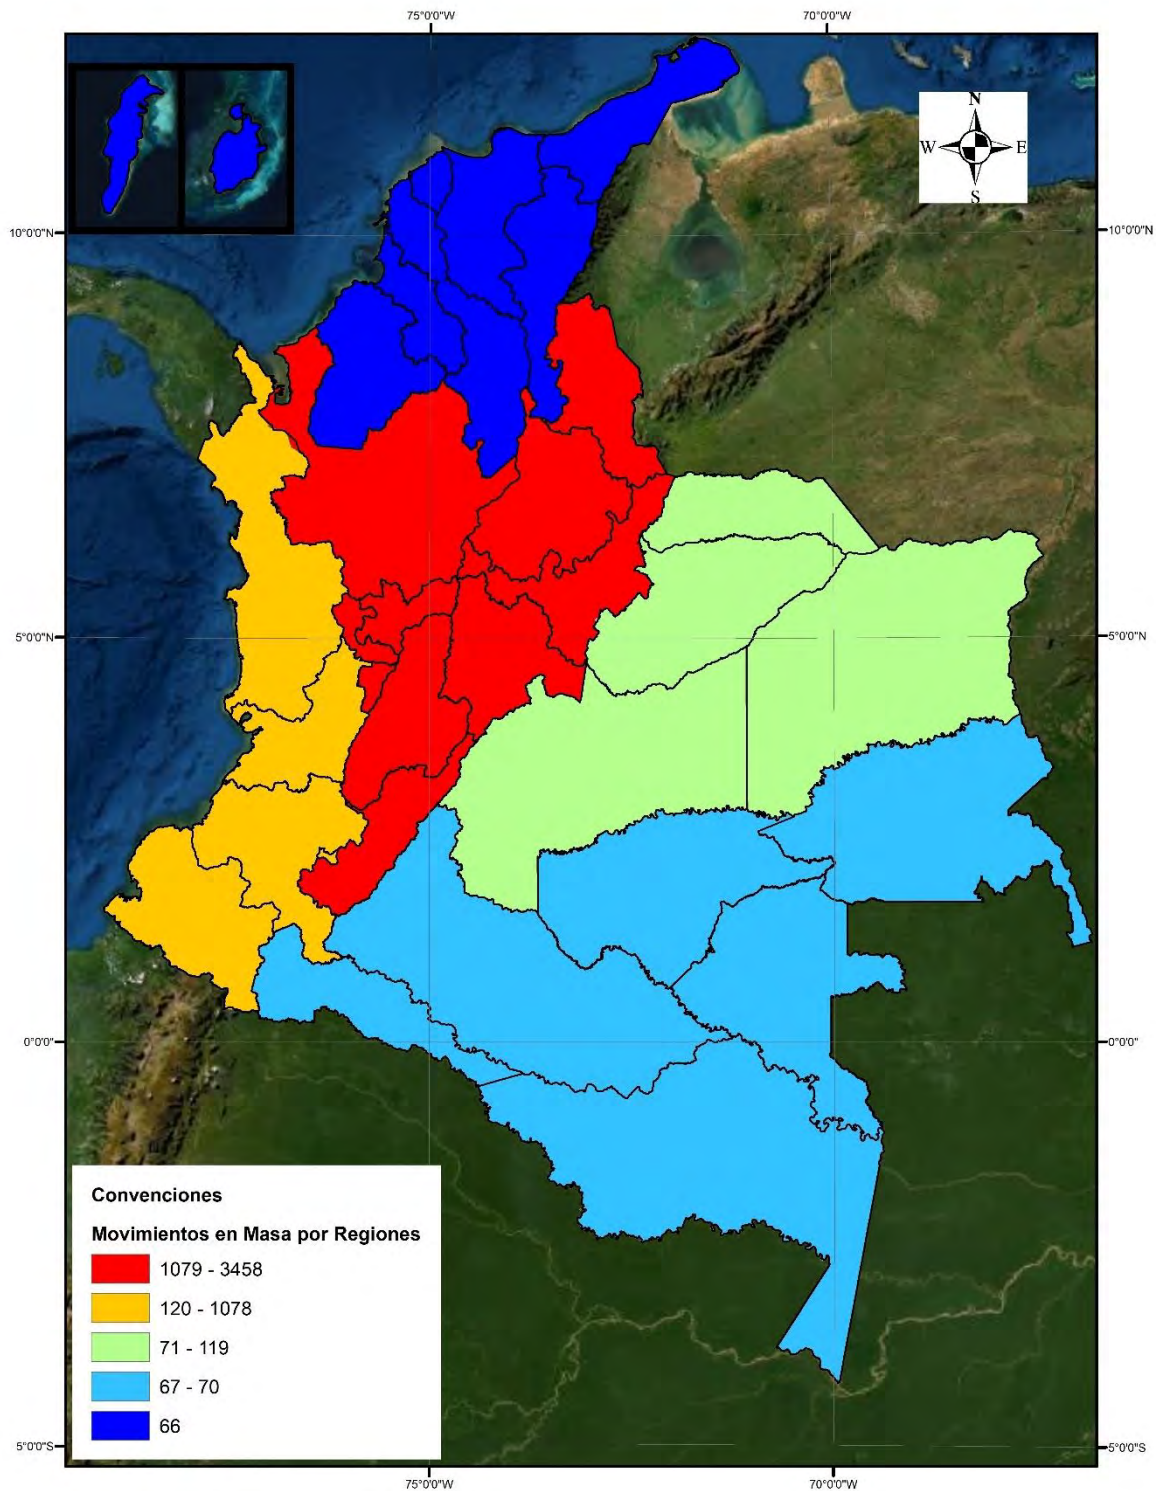 75°0'0"W
70°0'0"W
N
W
E
S
10°0'0"N
10°0'0"N
5°0'0"N
5°0'0"N
0°0'0"
0°0'0"
Convenciones
Movimientos en Masa por Regiones
1079 - 3458
120 - 1078
71 - 119
67 - 70
66
5°0'0"S
5°0'0"S
75°0'0"W
70°0'0"W